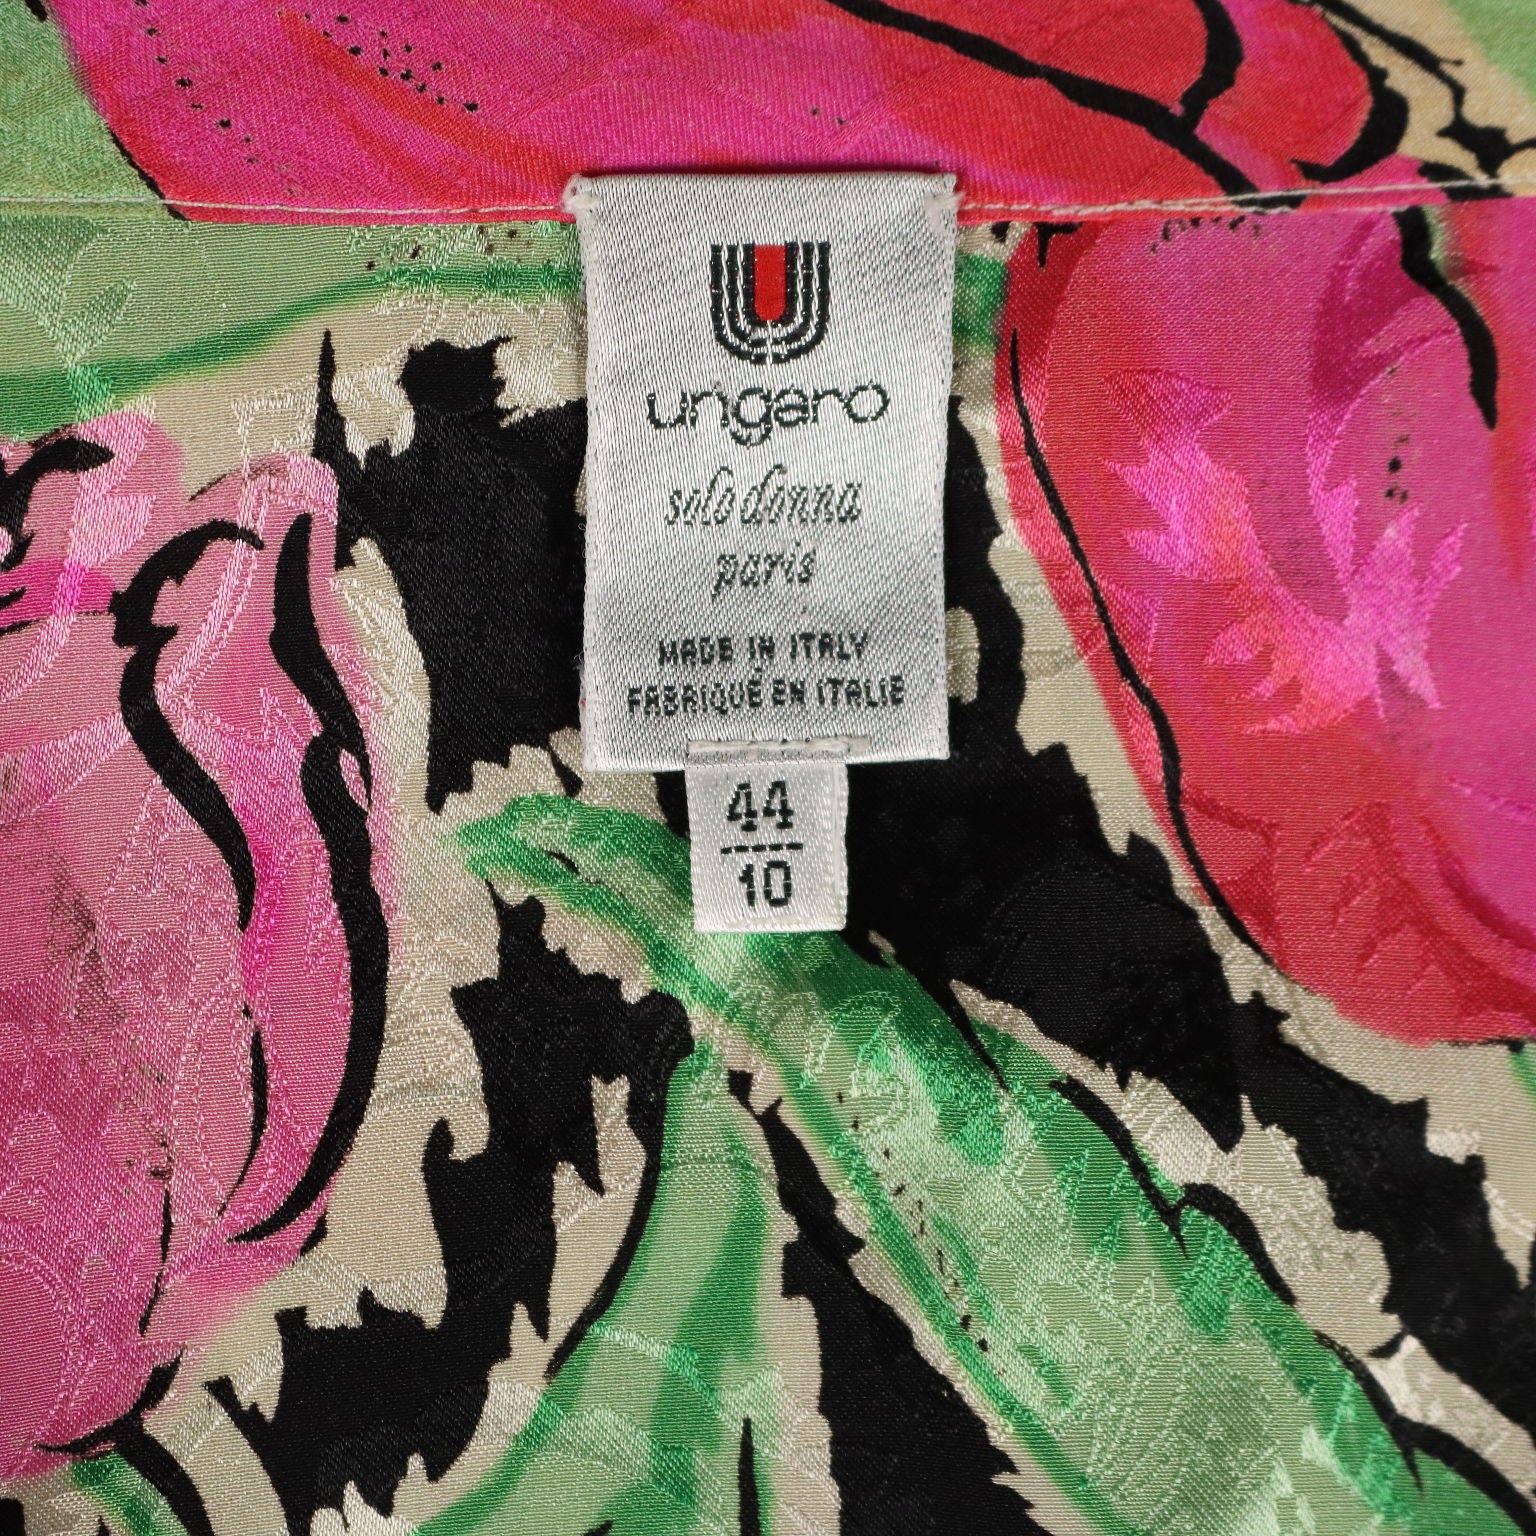 ungaro
solo donna
paris
MADE IN ITALY
FABRIQUÉ EN ITALIE
44
10